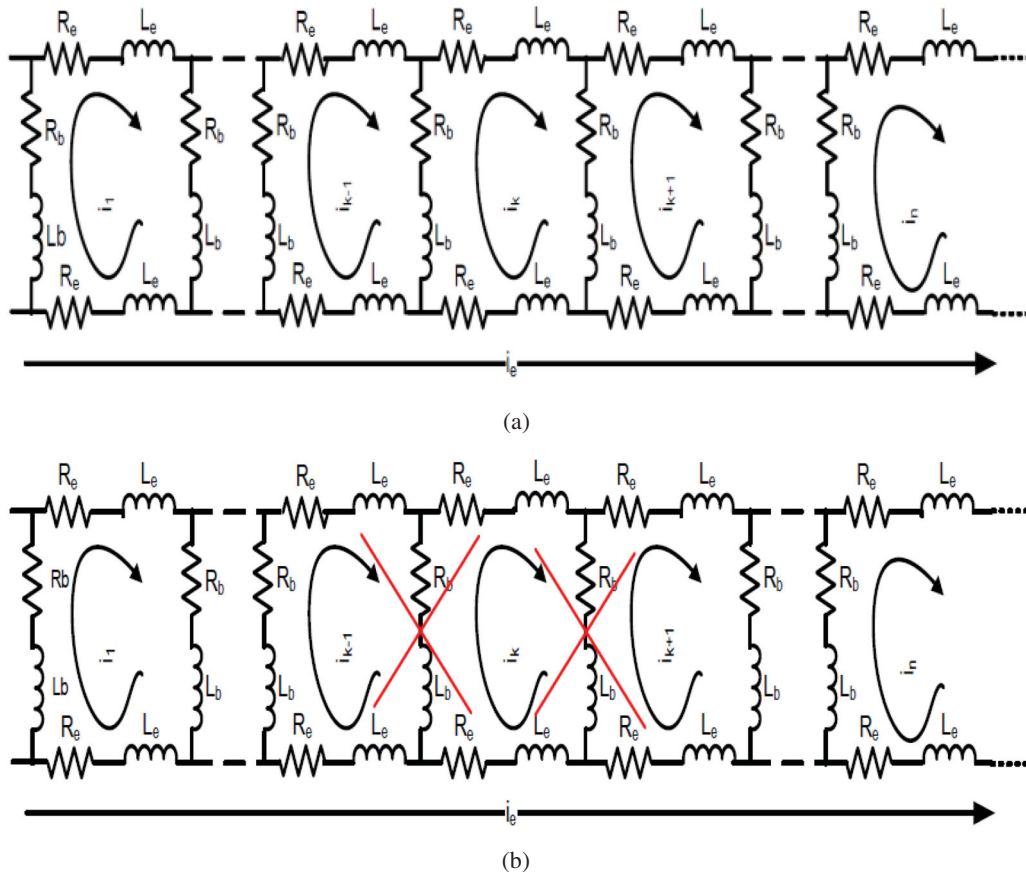 Re Le Re Le Re Le Re Le Re Le
Rb Rb Rb Rb Rb Rb Rb
i1 ik-1 ik ik+1 in
Lb Lb Lb Lb Lb Lb Lb
Re Le Re Le Re Le Re Le Re Le
ie
(a)
Re Le Re Le Re Le Re Le Re Le
Rb Rb Rb Rb Rb Rb Rb
i1 ik-1 ik ik+1 in
Lb Lb Lb Lb Lb Lb Lb
Re Le Re Le Re Le Re Le Re Le
ie
(b)